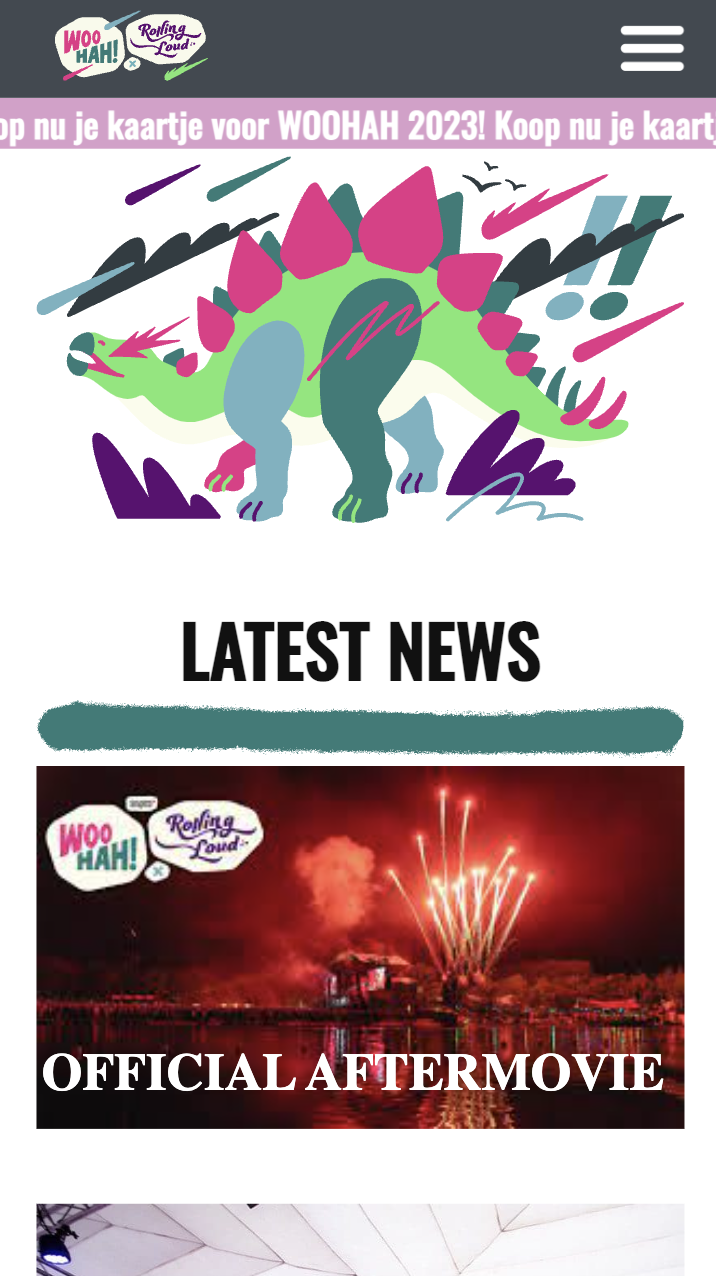 WOO HAH!
x
Rolling Loud
op nu je kaartje voor WOOHAH 2023! Koop nu je kaartj
!!
LATEST NEWS
WOO HAH!
x
Rolling Loud
OFFICIAL AFTERMOVIE